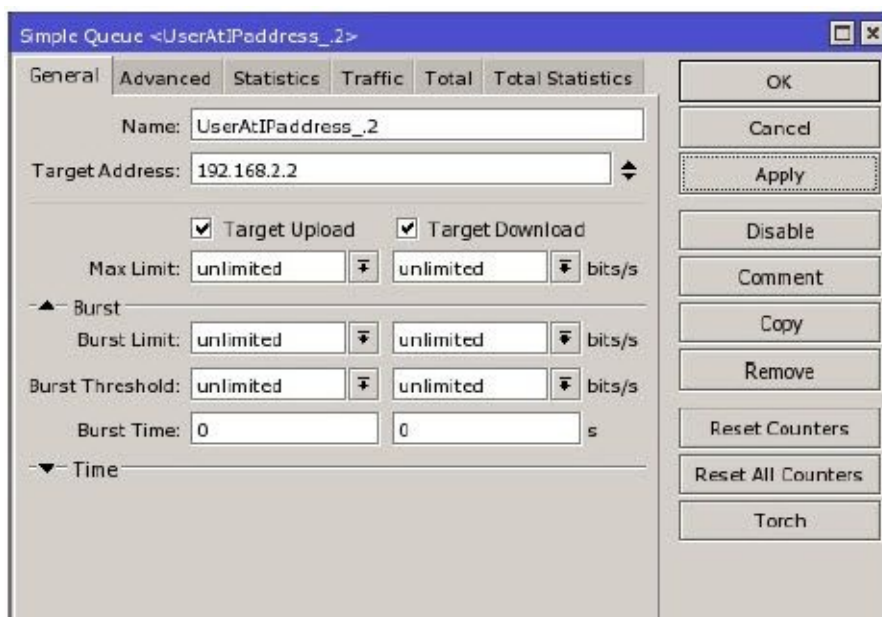 Simple Queue <UserAtIPaddress_.2>
General Advanced Statistics Traffic Total Total Statistics
Name: UserAtIPaddress_.2
Target Address: 192.168.2.2
Target Upload Target Download
Max Limit: unlimited unlimited bits/s
Burst
Burst Limit: unlimited unlimited bits/s
Burst Threshold: unlimited unlimited bits/s
Burst Time: 0 0 s
Time
OK
Cancel
Apply
Disable
Comment
Copy
Remove
Reset Counters
Reset All Counters
Torch